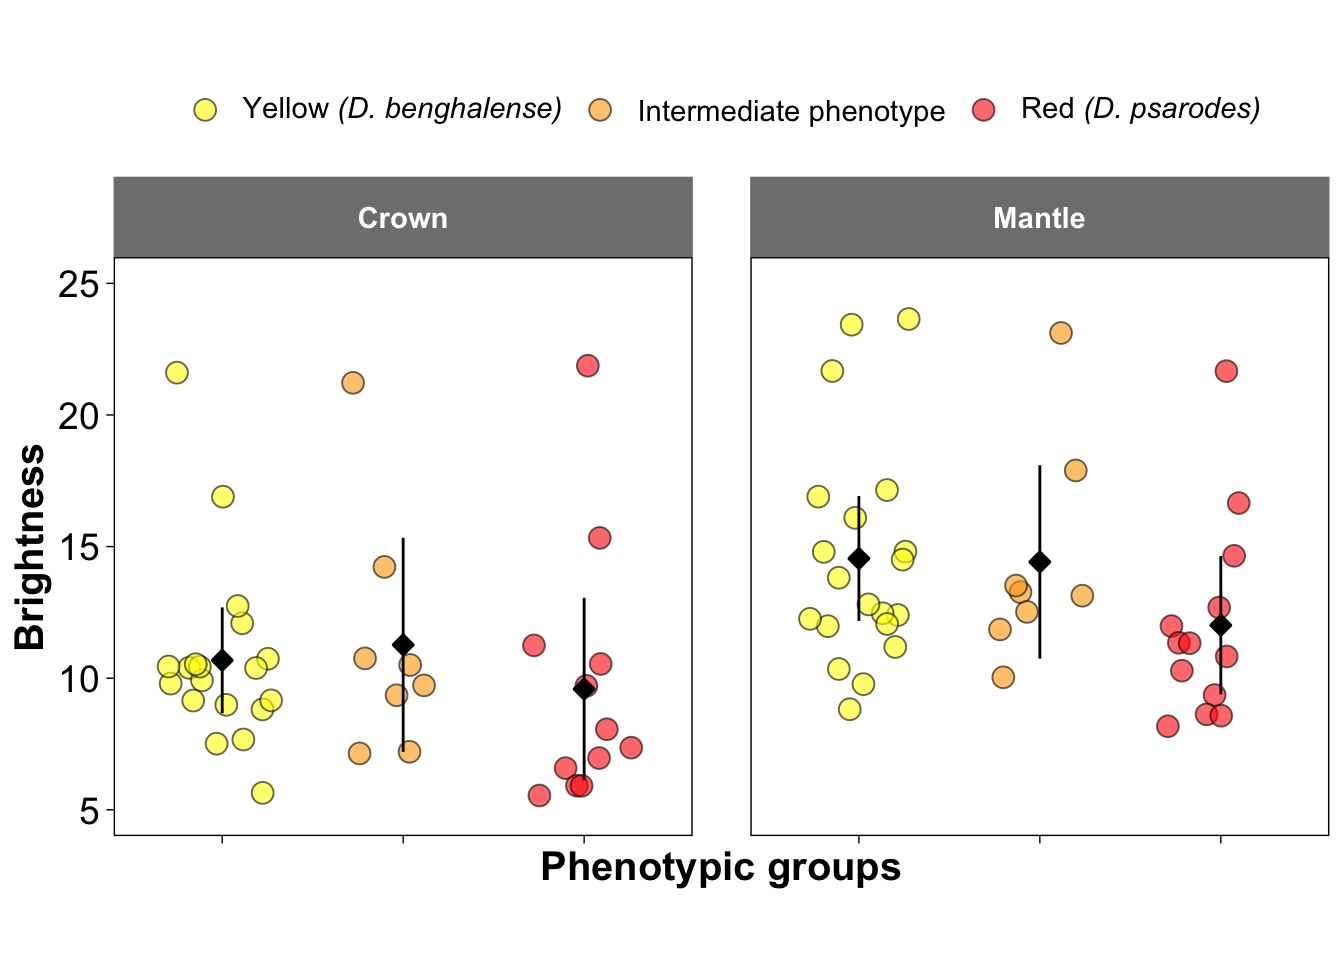 Yellow (D. benghalense) Intermediate phenotype Red (D. psarodes)
Crown Mantle
25
20
15
10
5
Brightness
Phenotypic groups